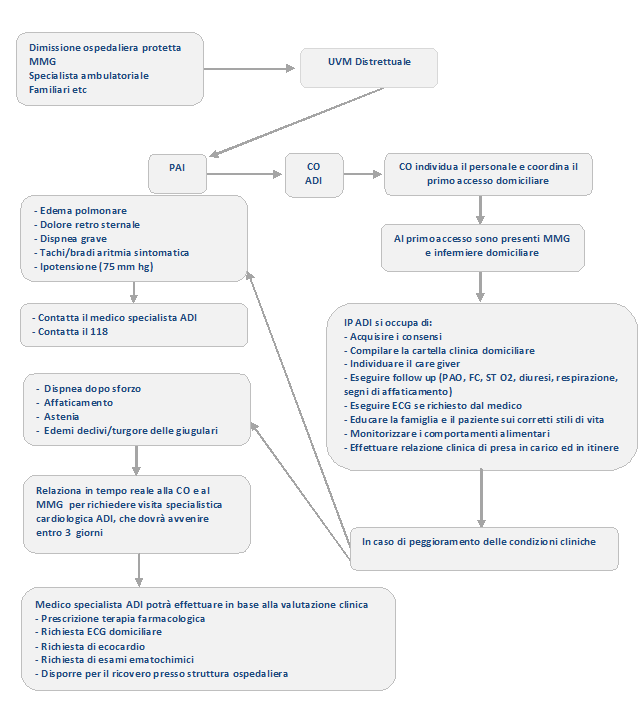 Dimissione ospedaliera protetta
MMG
Specialista ambulatoriale
Familiari etc
UVM Distrettuale
PAI
CO
ADI
CO individua il personale e coordina il
primo accesso domiciliare
Al primo accesso sono presenti MMG
e infermiere domiciliare
- Edema polmonare
- Dolore retro sternale
- Dispnea grave
- Tachi/bradi aritmia sintomatica
- Ipotensione (75 mm hg)
- Contatta il medico specialista ADI
- Contatta il 118
IP ADI si occupa di:
- Acquisire i consensi
- Compilare la cartella clinica domiciliare
- Individuare il care giver
- Eseguire follow up (PAO, FC, ST O2, diuresi, respirazione,
segni di affaticamento)
- Eseguire ECG se richiesto dal medico
- Educare la famiglia e il paziente sui corretti stili di vita
- Monitorizzare i comportamenti alimentari
- Effettuare relazione clinica di presa in carico ed in itinere
- Dispnea dopo sforzo
- Affaticamento
- Astenia
- Edemi declivi/turgore delle giugulari
Relaziona in tempo reale alla CO e al
MMG per richiedere visita specialistica
cardiologica ADI, che dovrà avvenire
entro 3 giorni
In caso di peggioramento delle condizioni cliniche
Medico specialista ADI potrà effettuare in base alla valutazione clinica
- Prescrizione terapia farmacologica
- Richiesta ECG domiciliare
- Richiesta di ecocardio
- Richiesta di esami ematochimici
- Disporre per il ricovero presso struttura ospedaliera